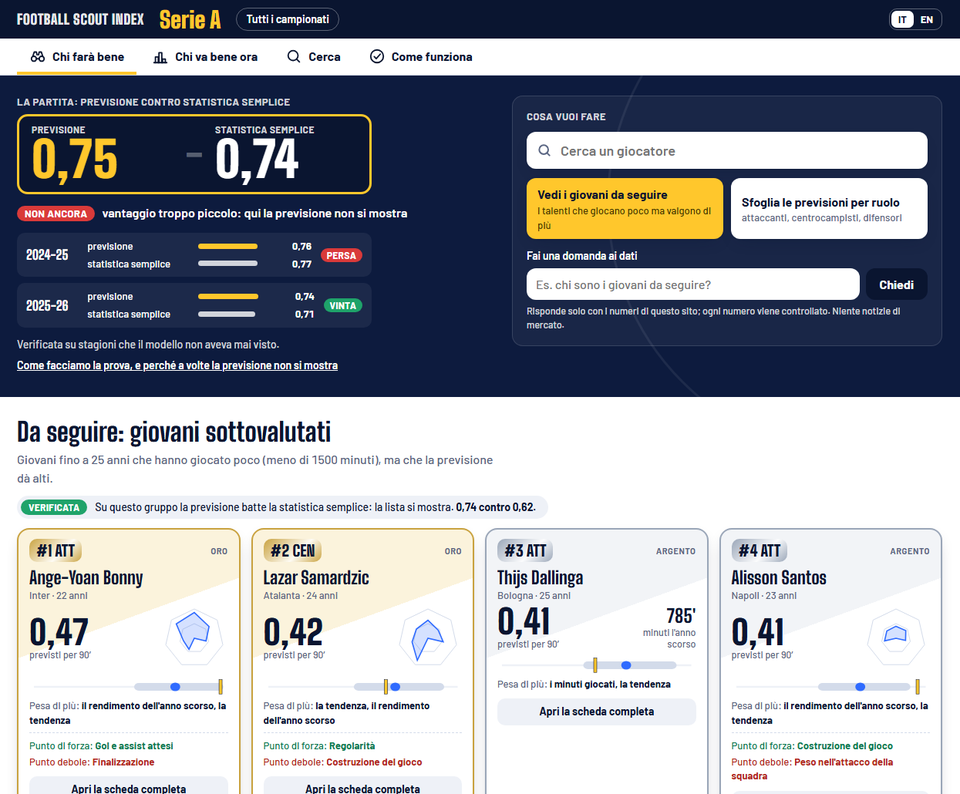 FOOTBALL SCOUT INDEX Serie A Tutti i campionati IT EN
Chi farà bene Chi va bene ora Cerca Come funziona
LA PARTITA: PREVISIONE CONTRO STATISTICA SEMPLICE
PREVISIONE STATISTICA SEMPLICE
0,75 – 0,74
NON ANCORA vantaggio troppo piccolo: qui la previsione non si mostra
2024-25
previsione 0,76
statistica semplice 0,77
PERSA
2025-26
previsione 0,74
statistica semplice 0,71
VINTA
Verificata su stagioni che il modello non aveva mai visto.
Come facciamo la prova, e perché a volte la previsione non si mostra
COSA VUOI FARE
Cerca un giocatore
Vedi i giovani da seguire
I talenti che giocano poco ma valgono di
più
Sfoglia le previsioni per ruolo
attaccanti, centrocampisti, difensori
Fai una domanda ai dati
Es. chi sono i giovani da seguire?
Chiedi
Risponde solo con i numeri di questo sito; ogni numero viene controllato. Niente notizie di
mercato.
Da seguire: giovani sottovalutati
Giovani fino a 25 anni che hanno giocato poco (meno di 1500 minuti), ma che la previsione
dà alti.
VERIFICATA Su questo gruppo la previsione batte la statistica semplice: la lista si mostra. 0,74 contro 0,62.
#1 ATT ORO
Ange-Yoan Bonny
Inter · 22 anni
0,47
previsti per 90'
Pesa di più: il rendimento dell'anno scorso, la
tendenza
Punto di forza: Gol e assist attesi
Punto debole: Finalizzazione
Apri la scheda completa
#2 CEN ORO
Lazar Samardzic
Atalanta · 24 anni
0,42
previsti per 90'
Pesa di più: la tendenza, il rendimento
dell'anno scorso
Punto di forza: Regolarità
Punto debole: Costruzione del gioco
Apri la scheda completa
#3 ATT ARGENTO
Thijs Dallinga
Bologna · 25 anni
0,41
previsti per 90'
785'
minuti l'anno
scorso
Pesa di più: i minuti giocati, la tendenza
Apri la scheda completa
#4 ATT ARGENTO
Alisson Santos
Napoli · 23 anni
0,41
previsti per 90'
Pesa di più: il rendimento dell'anno scorso, la
tendenza
Punto di forza: Costruzione del gioco
Punto debole: Peso nell'attacco della
squadra